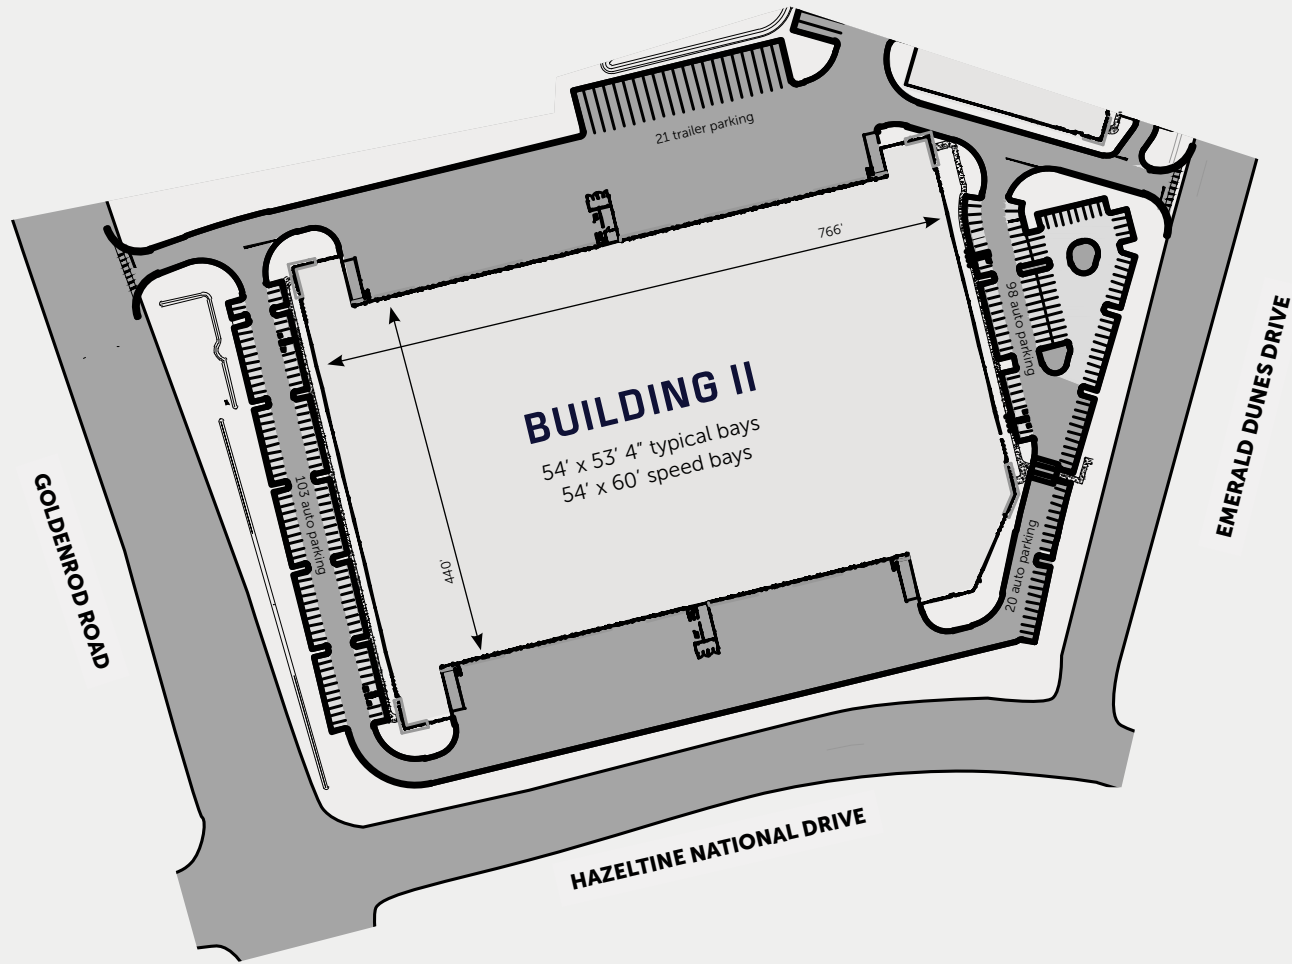 21 trailer parking
766'
98 auto parking
BUILDING II
54' x 53' 4" typical bays
54' x 60' speed bays
440'
103 auto parking
20 auto parking
GOLDENROD ROAD
EMERALD DUNES DRIVE
HAZELTINE NATIONAL DRIVE